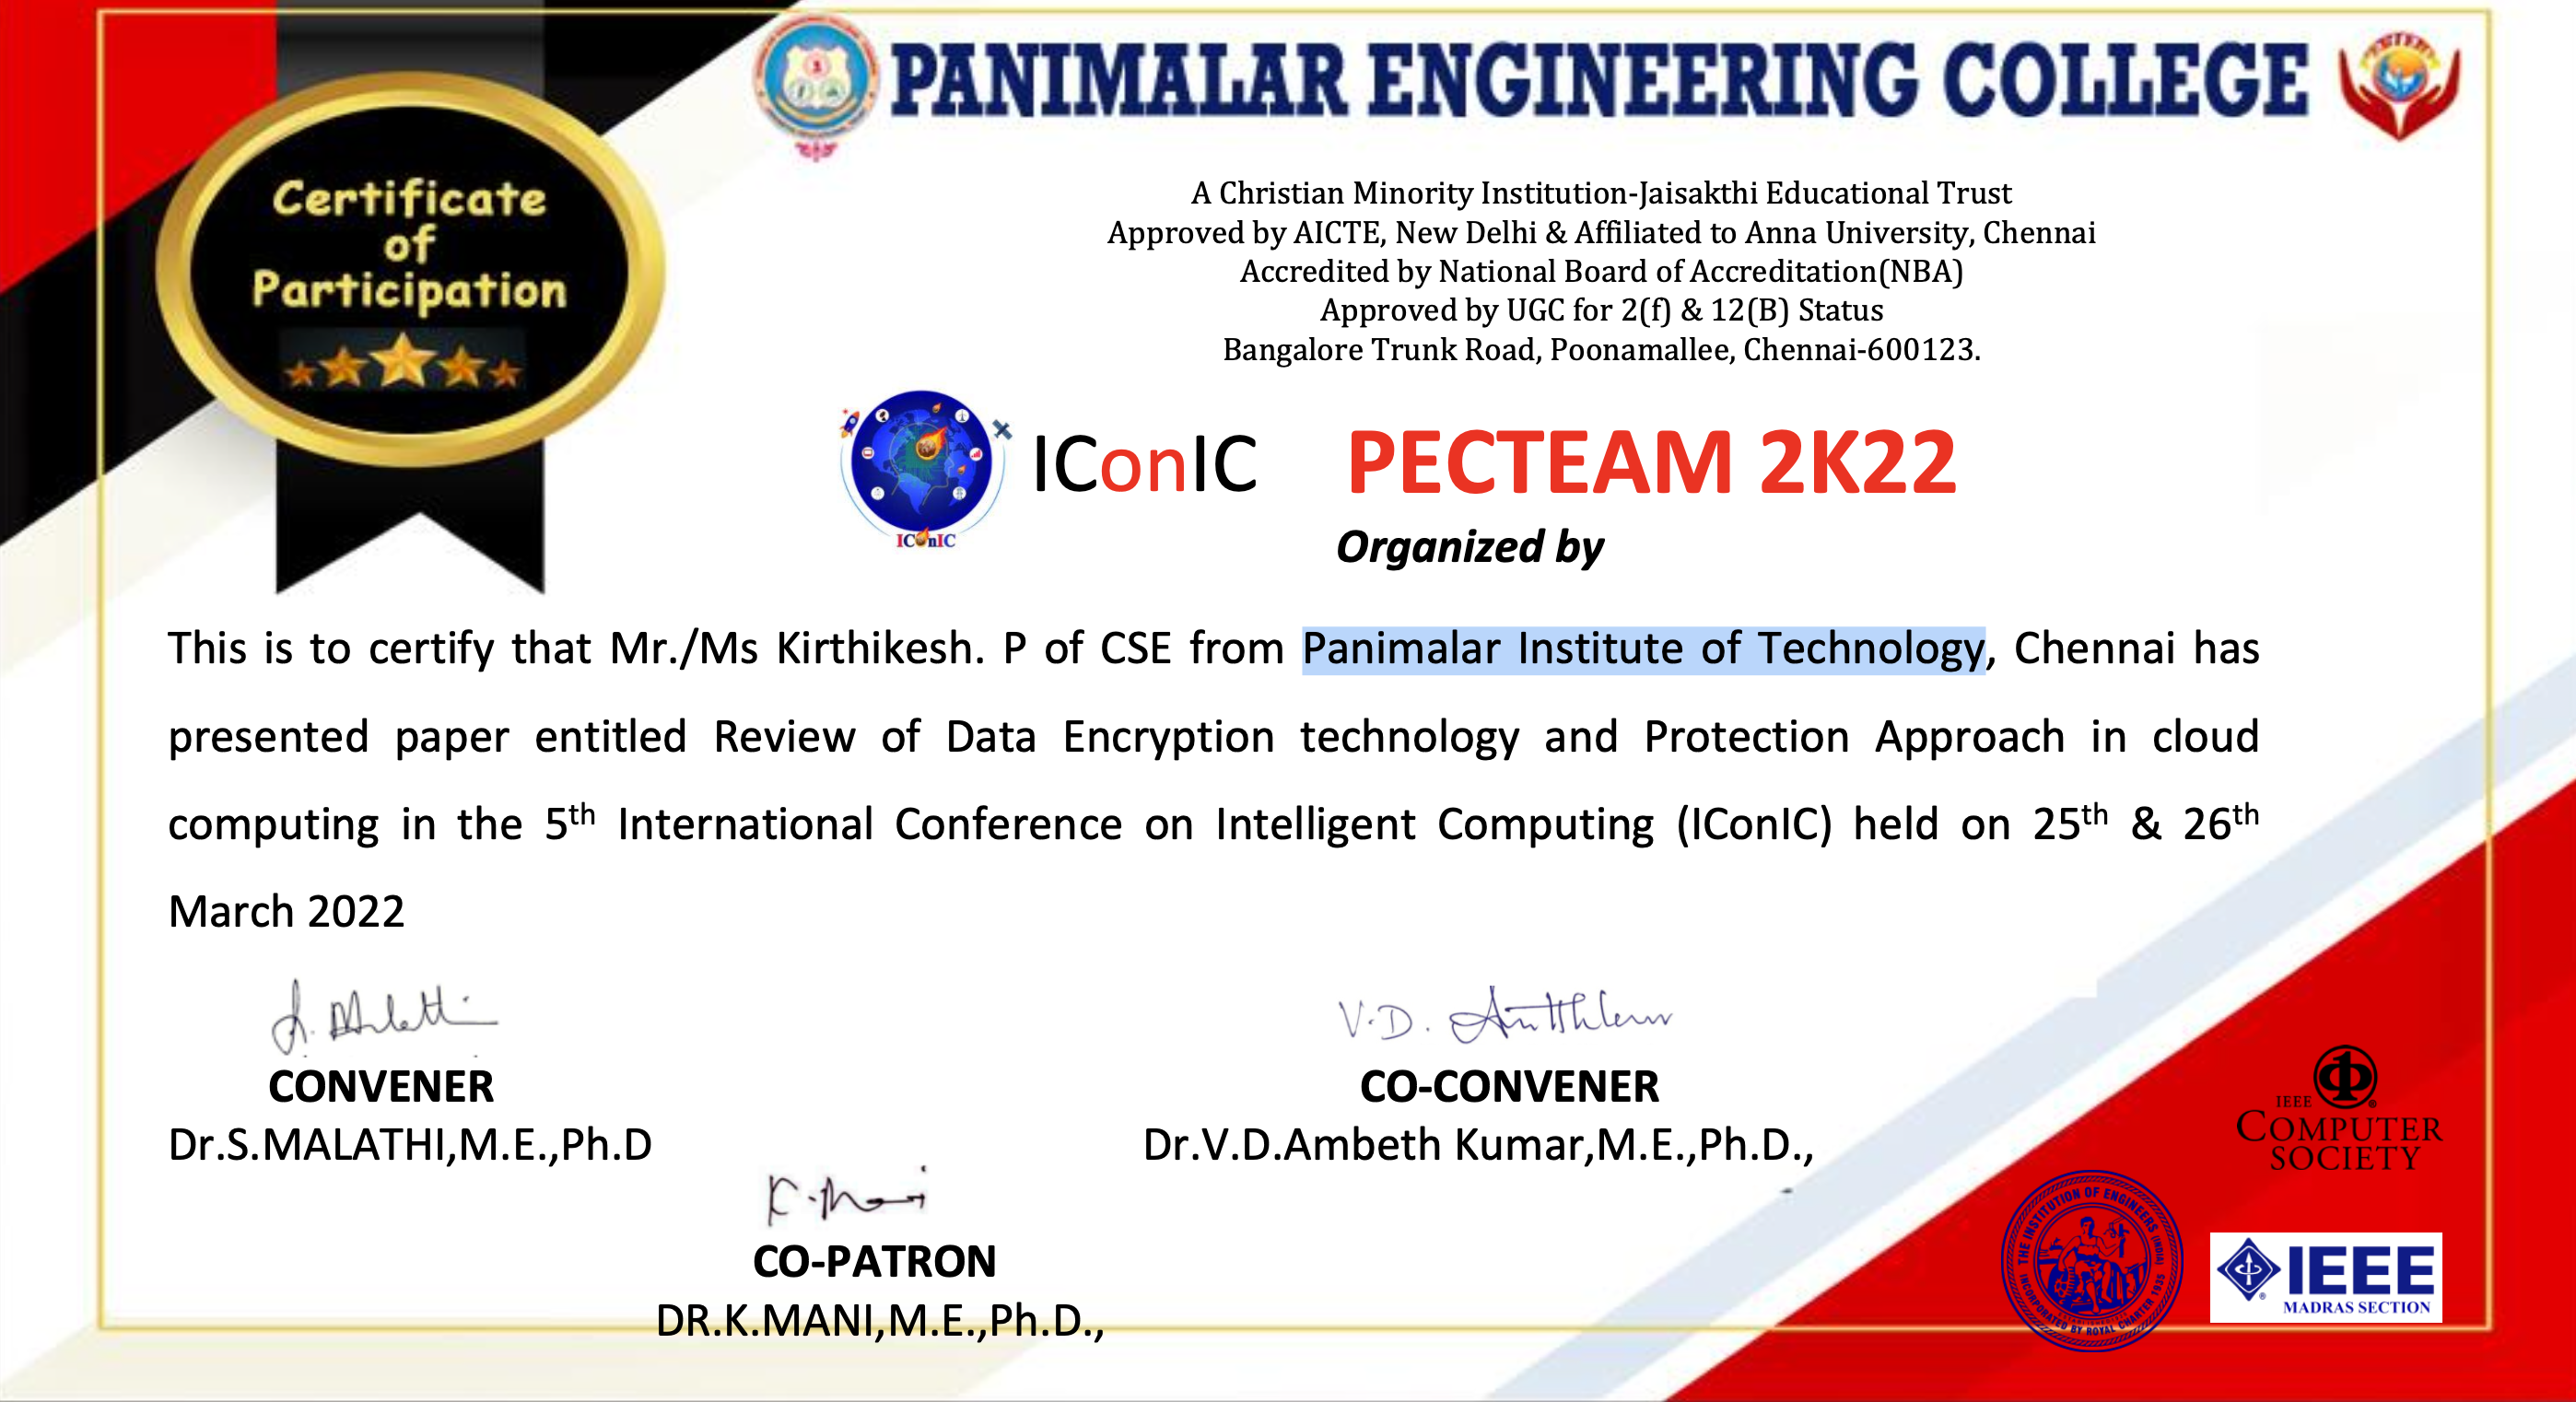 PANIMALAR ENGINEERING COLLEGE
Certificate
of
Participation
A Christian Minority Institution-Jaisakthi Educational Trust
Approved by AICTE, New Delhi & Affiliated to Anna University, Chennai
Accredited by National Board of Accreditation(NBA)
Approved by UGC for 2(f) & 12(B) Status
Bangalore Trunk Road, Poonamallee, Chennai-600123.
IConIC PECTEAM 2K22
IConIC
Organized by
This is to certify that Mr./Ms Kirthikesh. P of CSE from Panimalar Institute of Technology, Chennai has
presented paper entitled Review of Data Encryption technology and Protection Approach in cloud
computing in the 5th International Conference on Intelligent Computing (IConIC) held on 25th & 26th
March 2022
S. Malathi
V.D.
CONVENER
CO-CONVENER
Dr.S.MALATHI,M.E.,Ph.D
Dr.V.D.Ambeth Kumar,M.E.,Ph.D.,
K. Mani
CO-PATRON
DR.K.MANI,M.E.,Ph.D.,
IEEE
COMPUTER
SOCIETY
THE INSTITUTION OF ENGINEERS (INDIA)
INCORPORATED BY ROYAL CHARTER 1935
IEEE
MADRAS SECTION